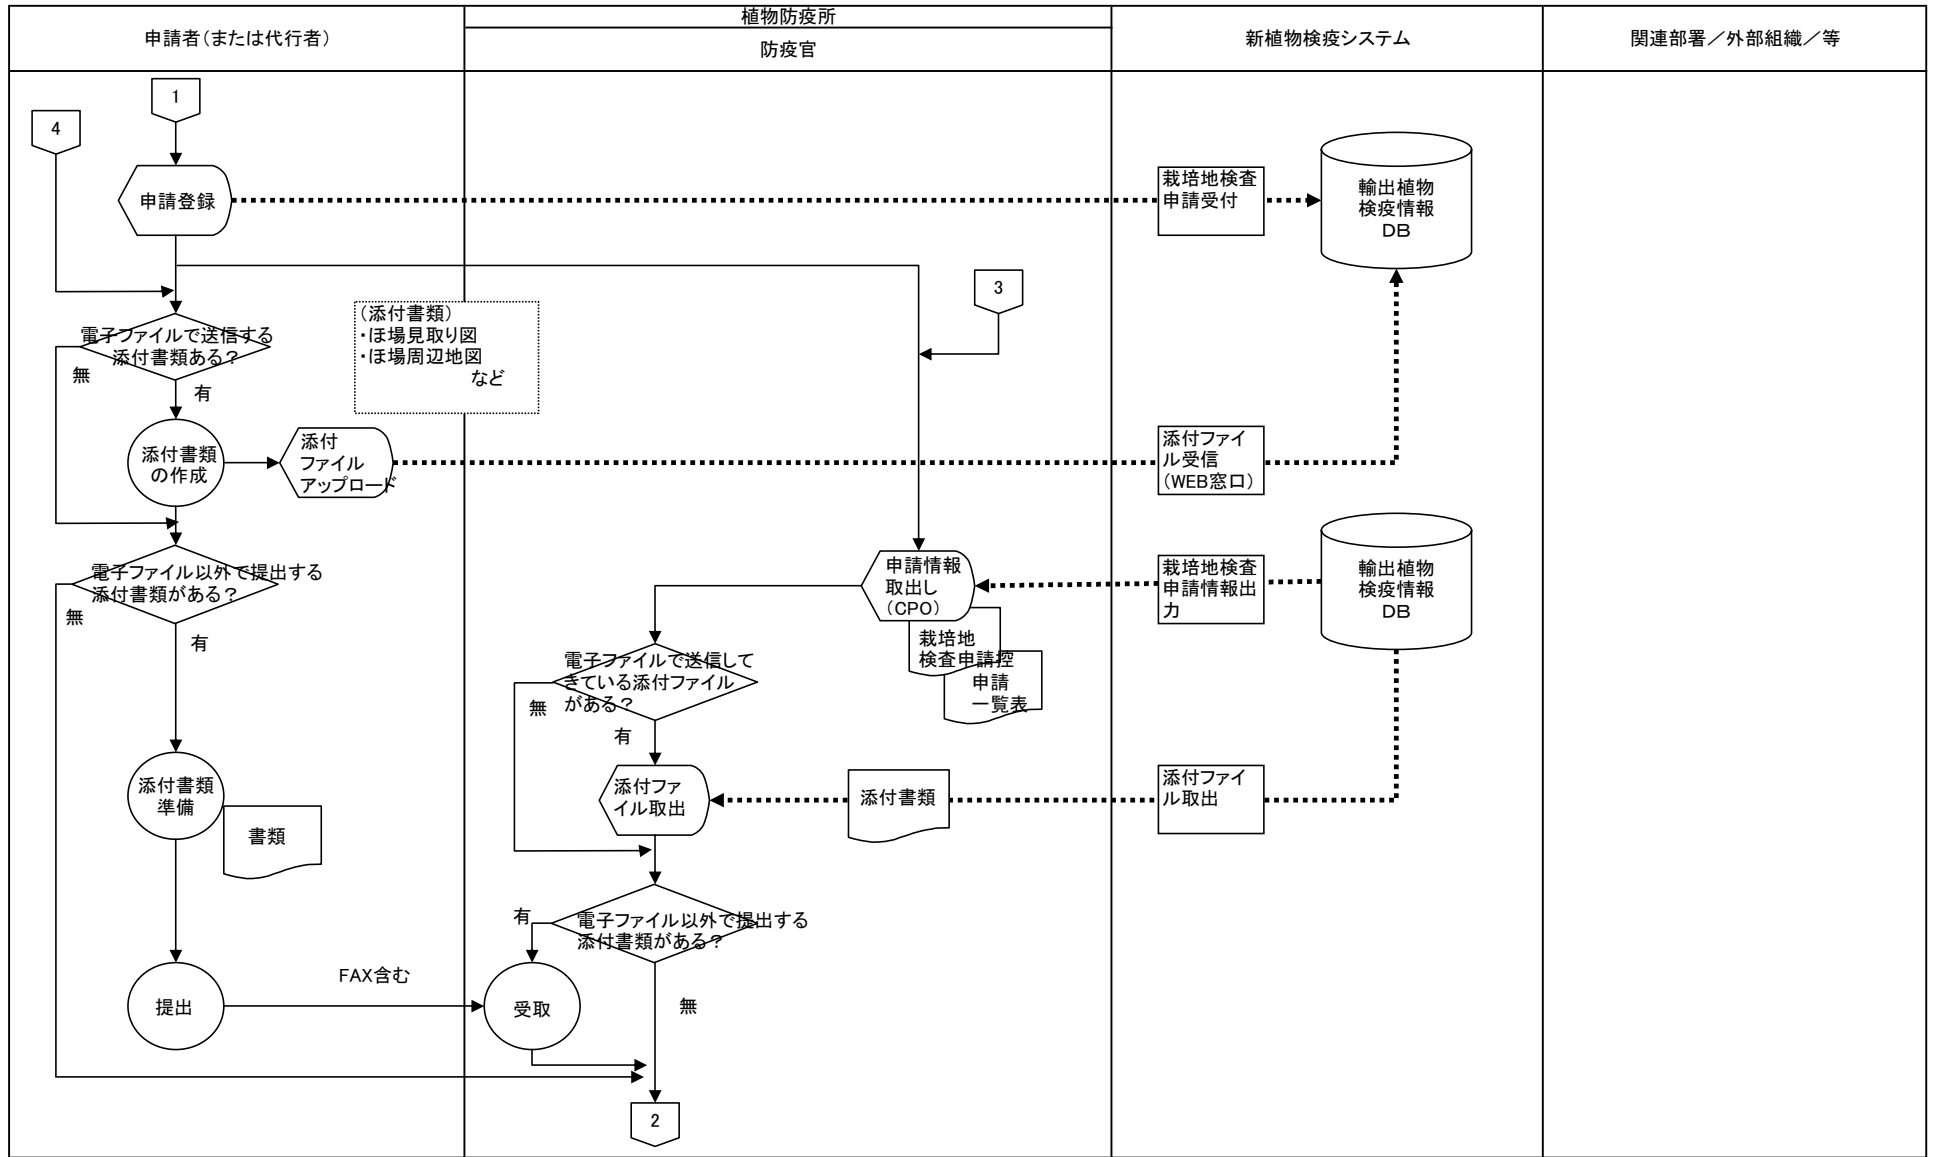 申請者(または代行者)
植物防疫所
防疫官
新植物検疫システム
関連部署／外部組織／等
1
4
申請登録
栽培地検査
申請受付
輸出植物
検疫情報
ＤＢ
3
(添付書類)
・ほ場見取り図
・ほ場周辺地図
など
電子ファイルで送信する
添付書類ある？
無
有
添付書類
の作成
添付
ファイル
アップロード
添付ファイ
ル受信
(WEB窓口)
電子ファイル以外で提出する
添付書類がある？
無
有
申請情報
取出し
(CPO)
栽培地検査
申請情報出
力
輸出植物
検疫情報
ＤＢ
栽培地
検査申請控
申請
一覧表
電子ファイルで送信して
きている添付ファイル
がある？
無
有
添付書類
準備
書類
添付ファ
イル取出
添付書類
添付ファイ
ル取出
有
電子ファイル以外で提出する
添付書類がある？
提出
FAX含む
受取
無
2